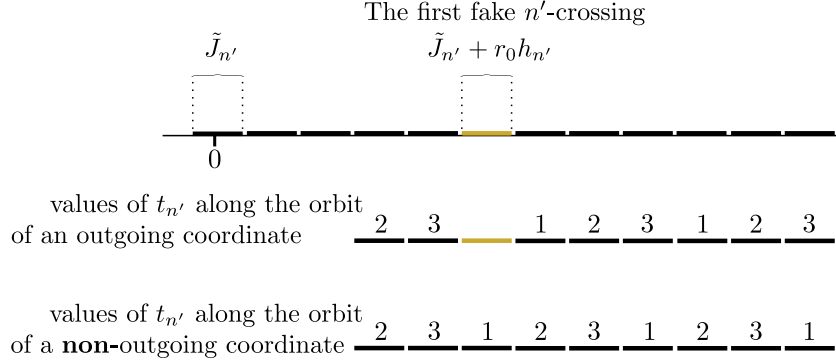 The first fake n′-crossing
J̃ₙ′ J̃ₙ′ + r₀hₙ′
0
values of tₙ′ along the orbit
of an outgoing coordinate
2 3 1 2 3 1 2 3
values of tₙ′ along the orbit
of a non-outgoing coordinate
2 3 1 2 3 1 2 3 1